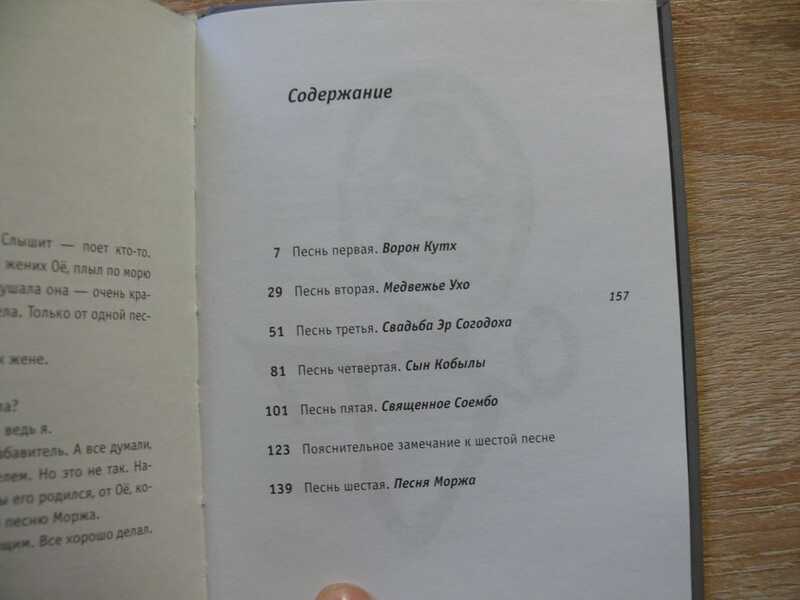 Слышит — поет кто-то.
жених Оё, плыл по морю
ушала она — очень кра-
ела. Только от одной пес-
к жене.
ла?
ведь я.
бавитель. А все думали,
лем. Но это не так. На-
ы его родился, от Оё, ко-
песню Моржа.
щим. Все хорошо делал.
Содержание
7 Песнь первая. Ворон Кутх
29 Песнь вторая. Медвежье Ухо
157
51 Песнь третья. Свадьба Эр Согодоха
81 Песнь четвертая. Сын Кобылы
101 Песнь пятая. Священное Соембо
123 Пояснительное замечание к шестой песне
139 Песнь шестая. Песня Моржа